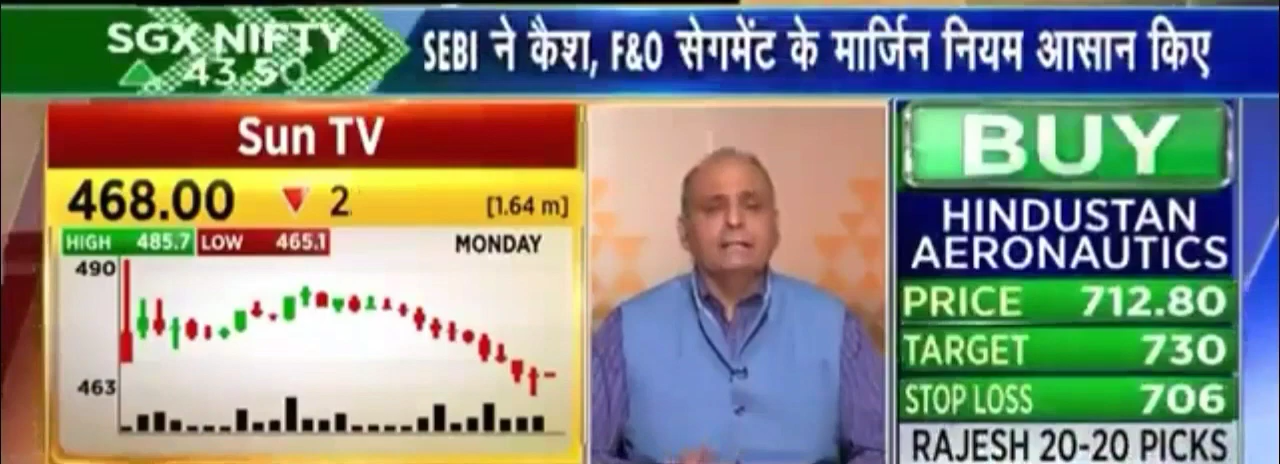 SGX NIFTY
43.50
SEBI ने कैश, F&O सेगमेंट के मार्जिन नियम आसान किए
Sun TV
468.00 ▼ 2 [1.64 m]
HIGH 485.7 LOW 465.1 MONDAY
490
463
BUY
HINDUSTAN
AERONAUTICS
PRICE 712.80
TARGET 730
STOP LOSS 706
RAJESH 20-20 PICKS